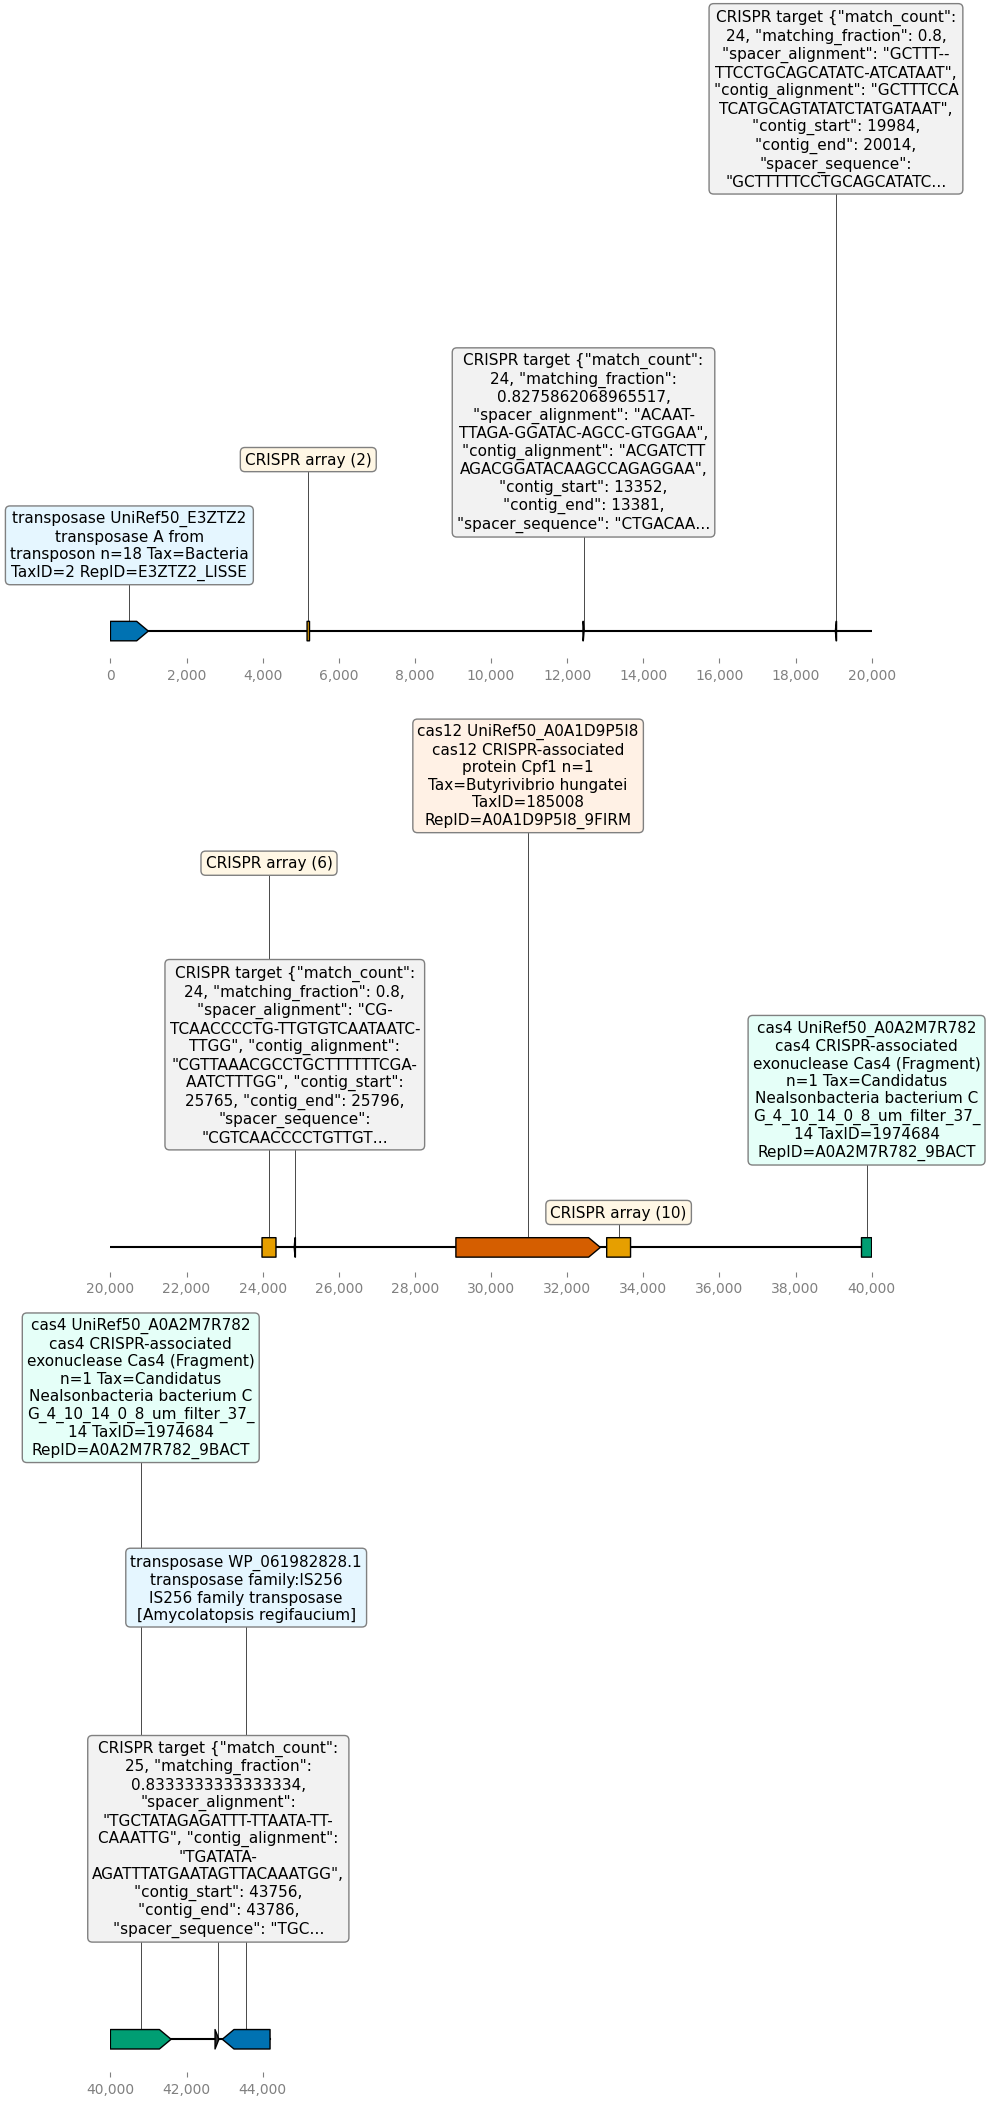 CRISPR target {"match_count":
24, "matching_fraction": 0.8,
"spacer_alignment": "GCTTT--
TTCCTGCAGCATATC-ATCATAAT",
"contig_alignment": "GCTTTCCA
TCATGCAGTATATCTATGATAAT",
"contig_start": 19984,
"contig_end": 20014,
"spacer_sequence":
"GCTTTTTCCTGCAGCATATC...
CRISPR target {"match_count":
24, "matching_fraction":
0.8275862068965517,
"spacer_alignment": "ACAAT-
TTAGA-GGATAC-AGCC-GTGGAA",
"contig_alignment": "ACGATCTT
AGACGGATACAAGCCAGAGGAA",
"contig_start": 13352,
"contig_end": 13381,
"spacer_sequence": "CTGACAA...
CRISPR array (2)
transposase UniRef50_E3ZTZ2
transposase A from
transposon n=18 Tax=Bacteria
TaxID=2 RepID=E3ZTZ2_LISSE
0 2,000 4,000 6,000 8,000 10,000 12,000 14,000 16,000 18,000 20,000
cas12 UniRef50_A0A1D9P5I8
cas12 CRISPR-associated
protein Cpf1 n=1
Tax=Butyrivibrio hungatei
TaxID=185008
RepID=A0A1D9P5I8_9FIRM
CRISPR array (6)
CRISPR target {"match_count":
24, "matching_fraction": 0.8,
"spacer_alignment": "CG-
TCAACCCCTG-TTGTGTCAATAATC-
TTGG", "contig_alignment":
"CGTTAAACGCCTGCTTTTTTCGA-
AATCTTTGG", "contig_start":
25765, "contig_end": 25796,
"spacer_sequence":
"CGTCAACCCCTGTTGT...
cas4 UniRef50_A0A2M7R782
cas4 CRISPR-associated
exonuclease Cas4 (Fragment)
n=1 Tax=Candidatus
Nealsonbacteria bacterium C
G_4_10_14_0_8_um_filter_37_
14 TaxID=1974684
RepID=A0A2M7R782_9BACT
CRISPR array (10)
20,000 22,000 24,000 26,000 28,000 30,000 32,000 34,000 36,000 38,000 40,000
cas4 UniRef50_A0A2M7R782
cas4 CRISPR-associated
exonuclease Cas4 (Fragment)
n=1 Tax=Candidatus
Nealsonbacteria bacterium C
G_4_10_14_0_8_um_filter_37_
14 TaxID=1974684
RepID=A0A2M7R782_9BACT
transposase WP_061982828.1
transposase family:IS256
IS256 family transposase
[Amycolatopsis regifaucium]
CRISPR target {"match_count":
25, "matching_fraction":
0.8333333333333334,
"spacer_alignment":
"TGCTATAGAGATTT-TTAATA-TT-
CAAATTG", "contig_alignment":
"TGATATA-
AGATTTATGAATAGTTACAAATGG",
"contig_start": 43756,
"contig_end": 43786,
"spacer_sequence": "TGC...
40,000 42,000 44,000